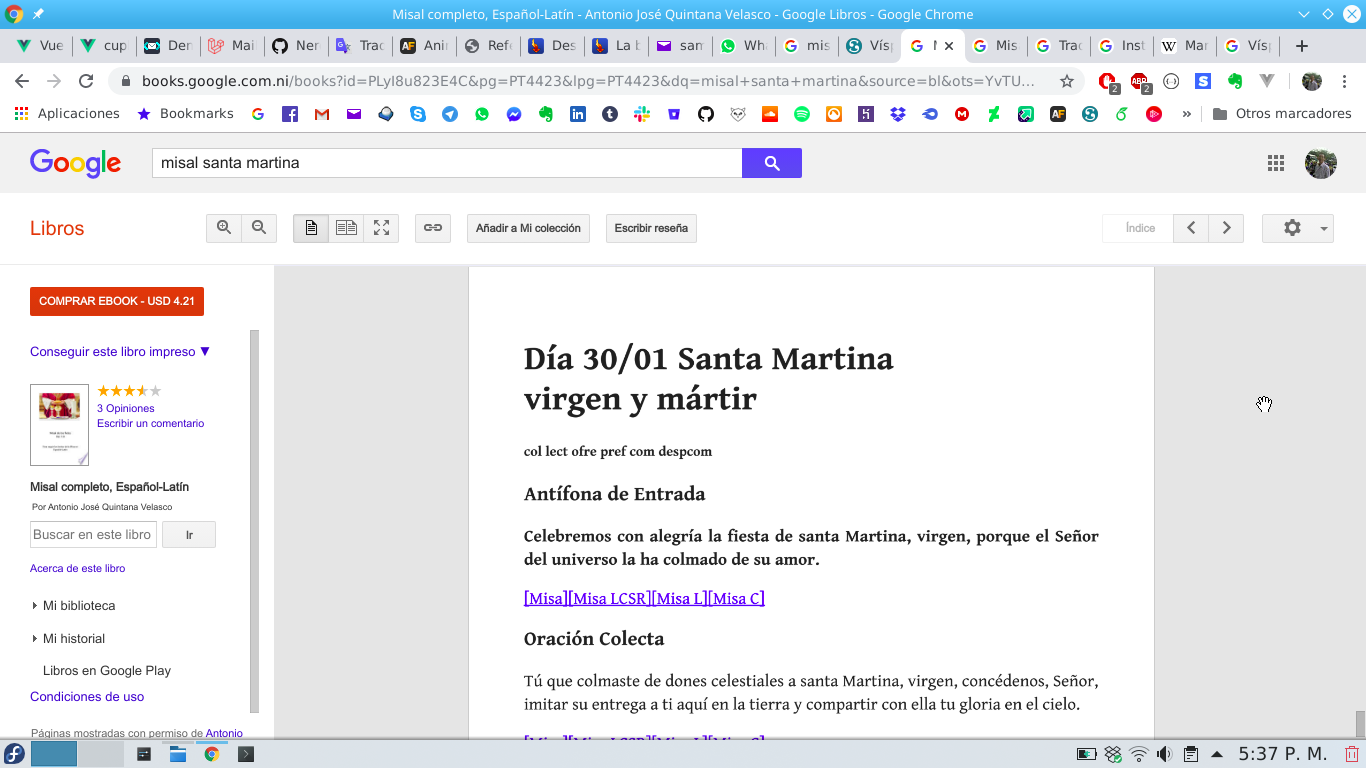 Misal completo, Español-Latín - Antonio José Quintana Velasco - Google Libros - Google Chrome
Vue
cup
Den
Mai
Ner
Trac
Ani
Refe
Des
La b
san
Wha
mis
Vísp
Mis
Trac
Inst
Mar
Vísp
books.google.com.ni/books?id=PLyI8u823E4C&pg=PT4423&lpg=PT4423&dq=misal+santa+martina&source=bl&ots=YvTU...
2
2
Aplicaciones
Bookmarks
Otros marcadores
Google
misal santa martina
Libros
Añadir a Mi colección
Escribir reseña
Índice
COMPRAR EBOOK - USD 4.21
Conseguir este libro impreso ▼
3 Opiniones
Escribir un comentario
Misal completo, Español-Latín
Por Antonio José Quintana Velasco
Buscar en este libro
Ir
Acerca de este libro
Mi biblioteca
Mi historial
Libros en Google Play
Condiciones de uso
Páginas mostradas con permiso de Antonio
Día 30/01 Santa Martina
virgen y mártir
col lect ofre pref com despcom
Antífona de Entrada
Celebremos con alegría la fiesta de santa Martina, virgen, porque el Señor
del universo la ha colmado de su amor.
[Misa][Misa LCSR][Misa L][Misa C]
Oración Colecta
Tú que colmaste de dones celestiales a santa Martina, virgen, concédenos, Señor,
imitar su entrega a ti aquí en la tierra y compartir con ella tu gloria en el cielo.
5:37 P. M.